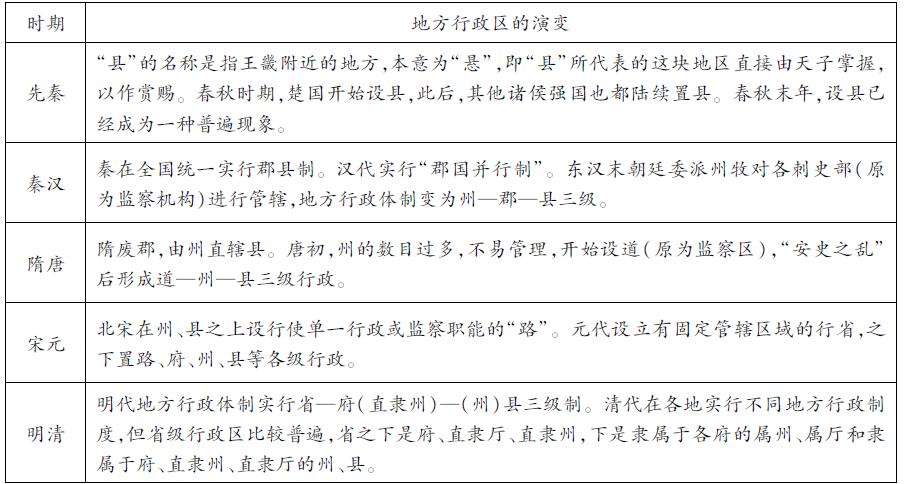 时期 地方行政区的演变
先秦
“县”的名称是指王畿附近的地方,本意为“悬”,即“县”所代表的这块地区直接由天子掌握,
以作赏赐。春秋时期,楚国开始设县,此后,其他诸侯强国也都陆续置县。春秋末年,设县已
经成为一种普遍现象。
秦汉
秦在全国统一实行郡县制。汉代实行“郡国并行制”。东汉末朝廷委派州牧对各刺史部(原
为监察机构)进行管辖,地方行政体制变为州—郡—县三级。
隋唐
隋废郡,由州直辖县。唐初,州的数目过多,不易管理,开始设道(原为监察区),“安史之乱”
后形成道—州—县三级行政。
宋元
北宋在州、县之上设行使单一行政或监察职能的“路”。元代设立有固定管辖区域的行省,之
下置路、府、州、县等各级行政。
明清
明代地方行政体制实行省—府(直隶州)—(州)县三级制。清代在各地实行不同地方行政制
度,但省级行政区比较普遍,省之下是府、直隶厅、直隶州,下是隶属于各府的属州、属厅和隶
属于府、直隶州、直隶厅的州、县。